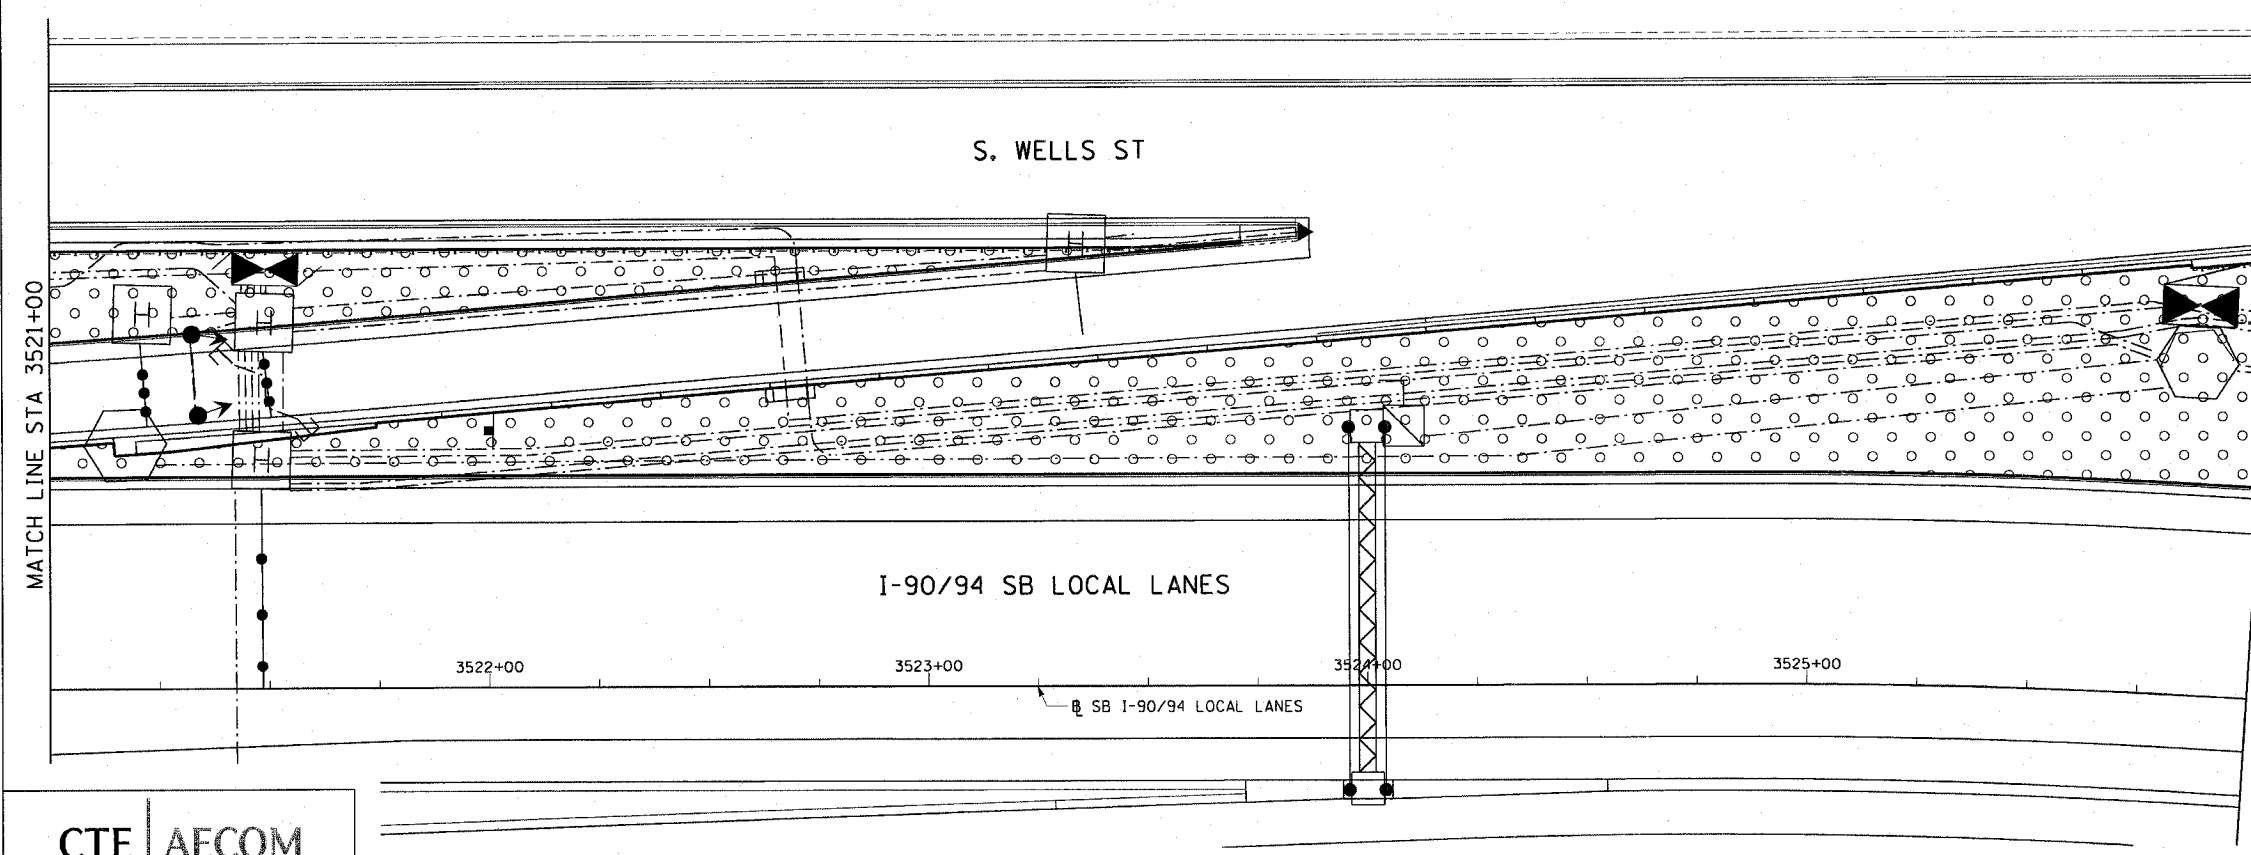 S. WELLS ST
MATCH LINE STA 3521+00
I-90/94 SB LOCAL LANES
3522+00
3523+00
3524+00
3525+00
SB I-90/94 LOCAL LANES
CTE | AECOM